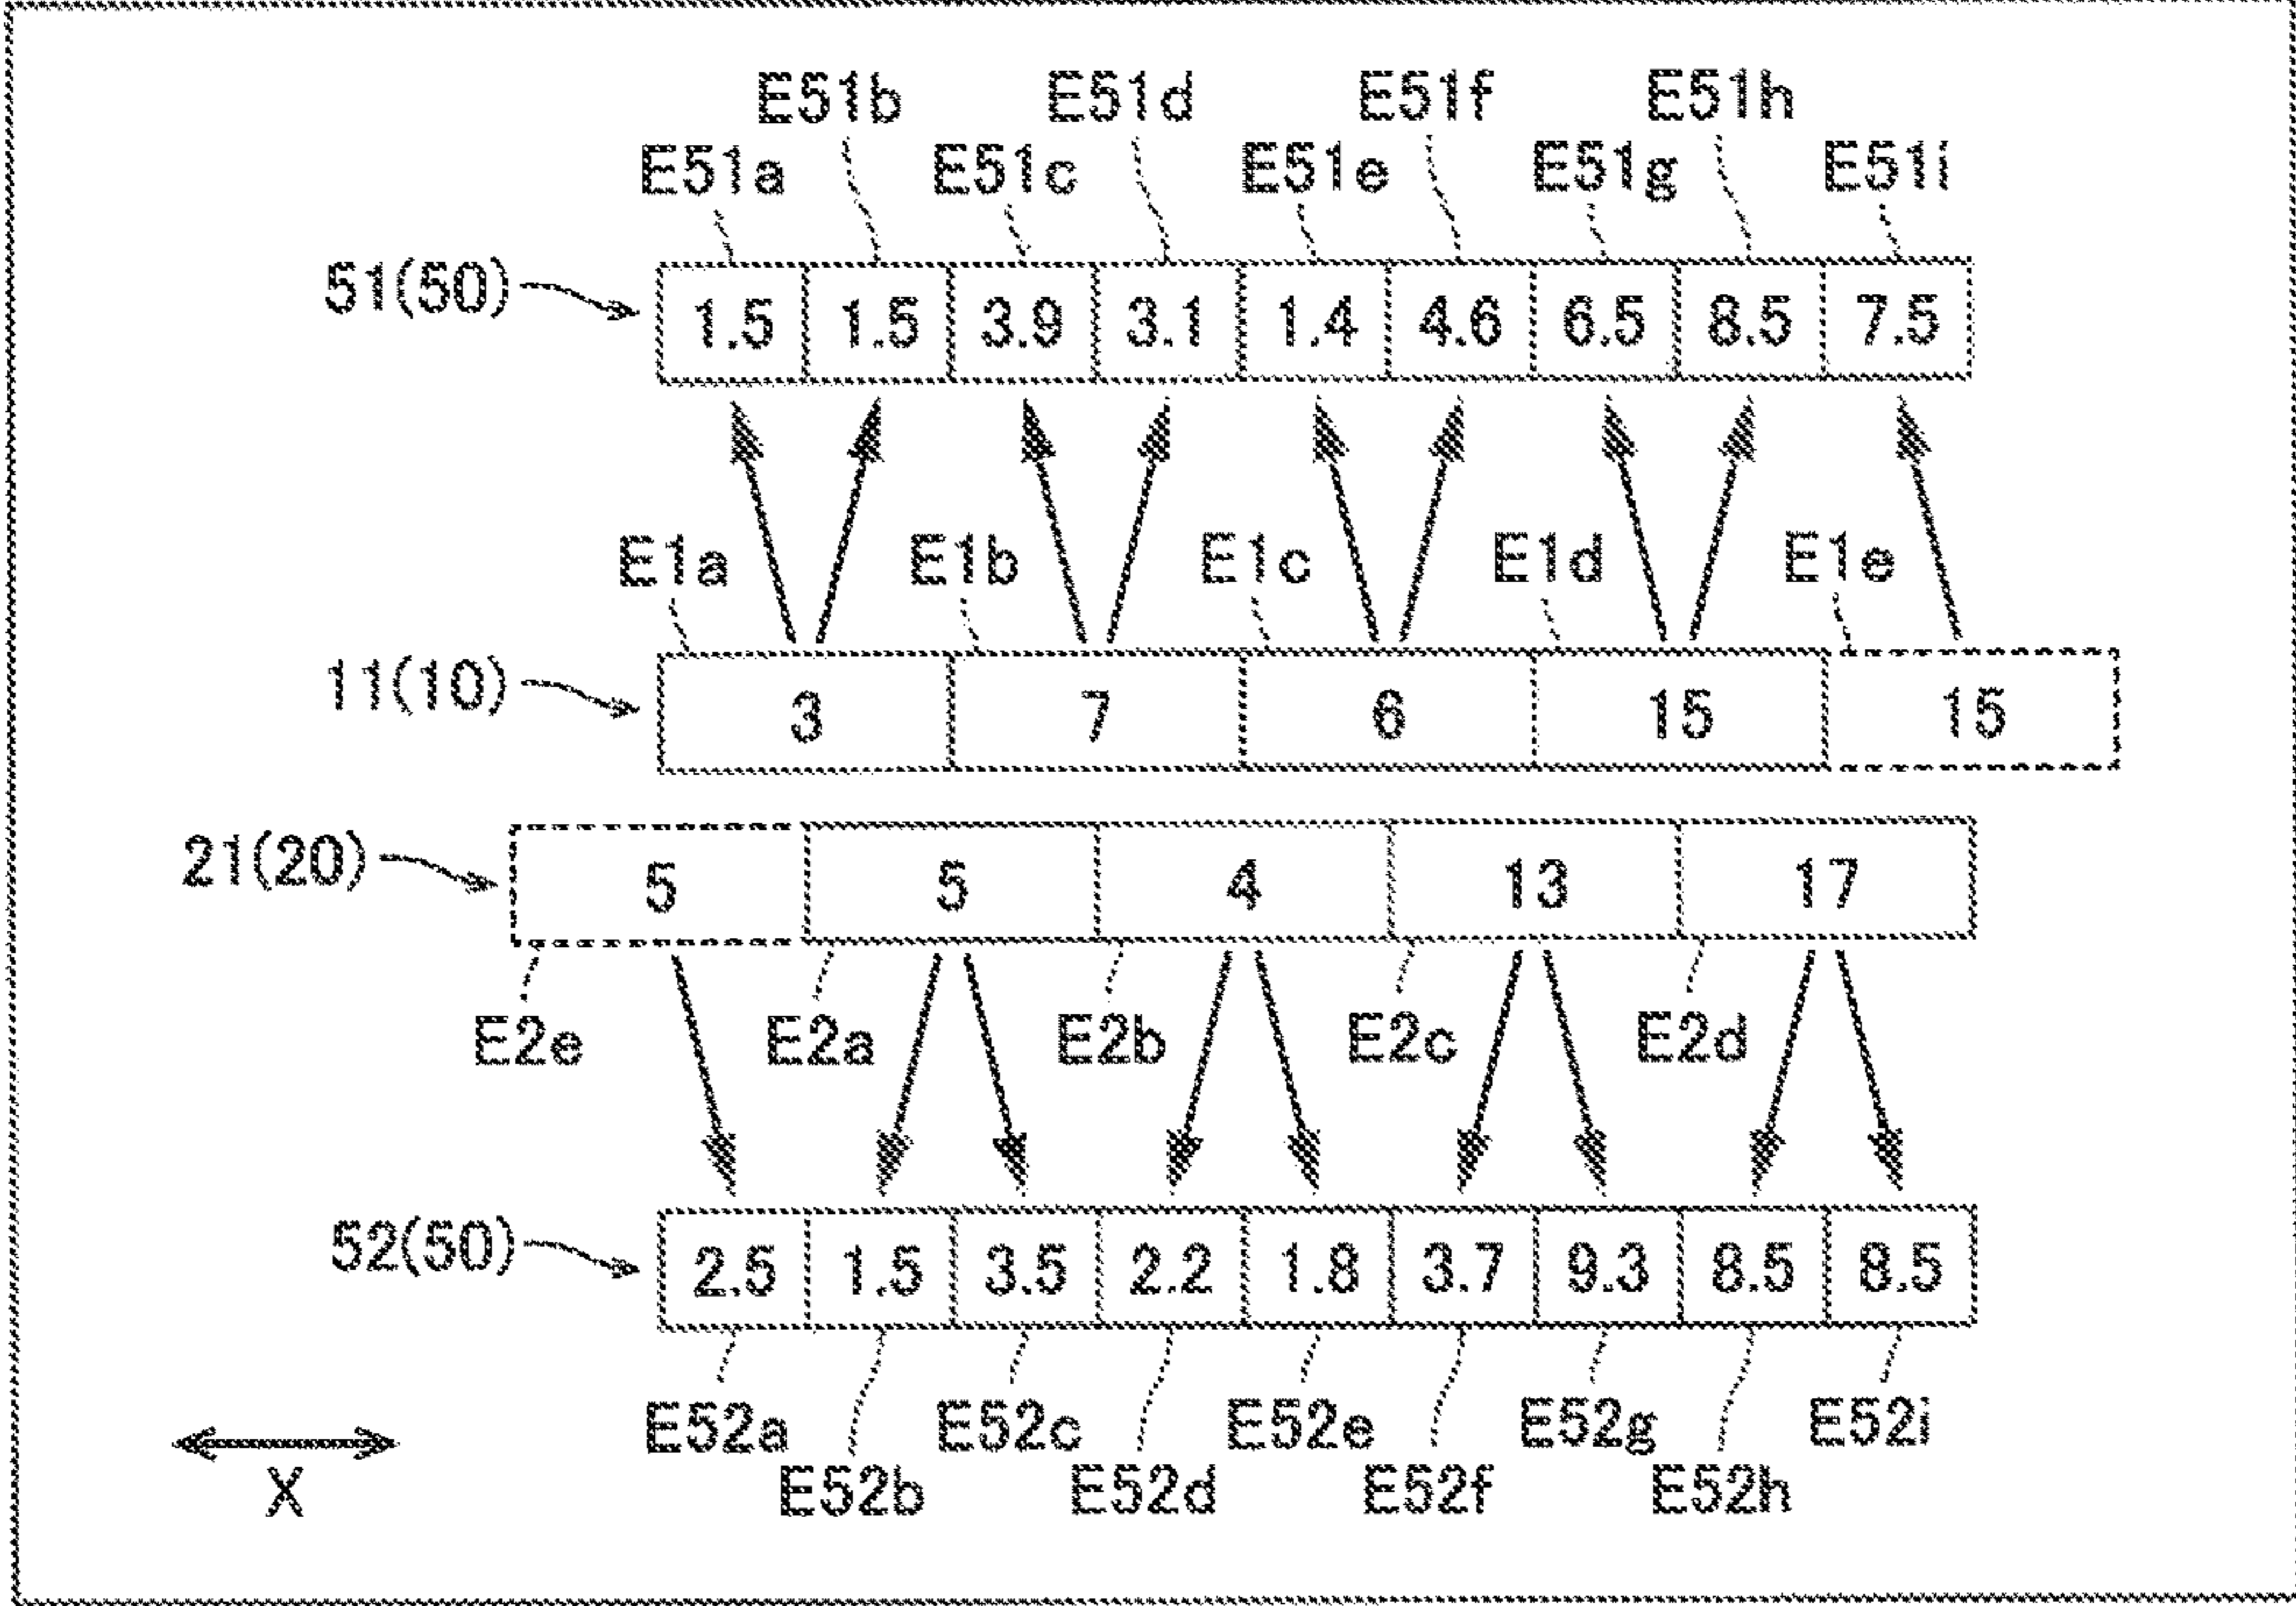 E51b E51d E51f E51h
E51a E51c E51e E51g E51i
51(50) 1.5 1.5 3.9 3.1 1.4 4.6 6.5 8.5 7.5
E1a E1b E1c E1d E1e
11(10) 3 7 6 15 15
21(20) 5 5 4 13 17
E2e E2a E2b E2c E2d
52(50) 2.5 1.5 3.5 2.2 1.8 3.7 9.3 8.5 8.5
E52a E52c E52e E52g E52i
X E52b E52d E52f E52h